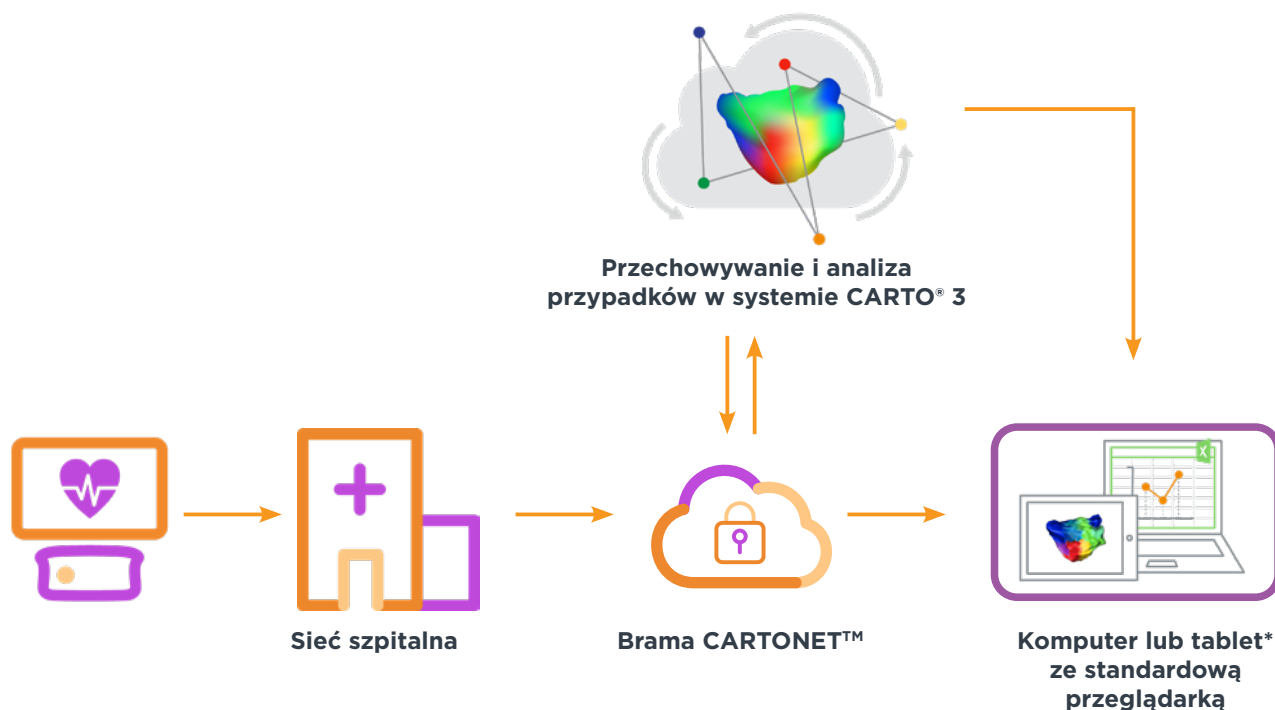 Przechowywanie i analiza
przypadków w systemie CARTO® 3
Sieć szpitalna
Brama CARTONET™
Komputer lub tablet*
ze standardową
przeglądarką
X